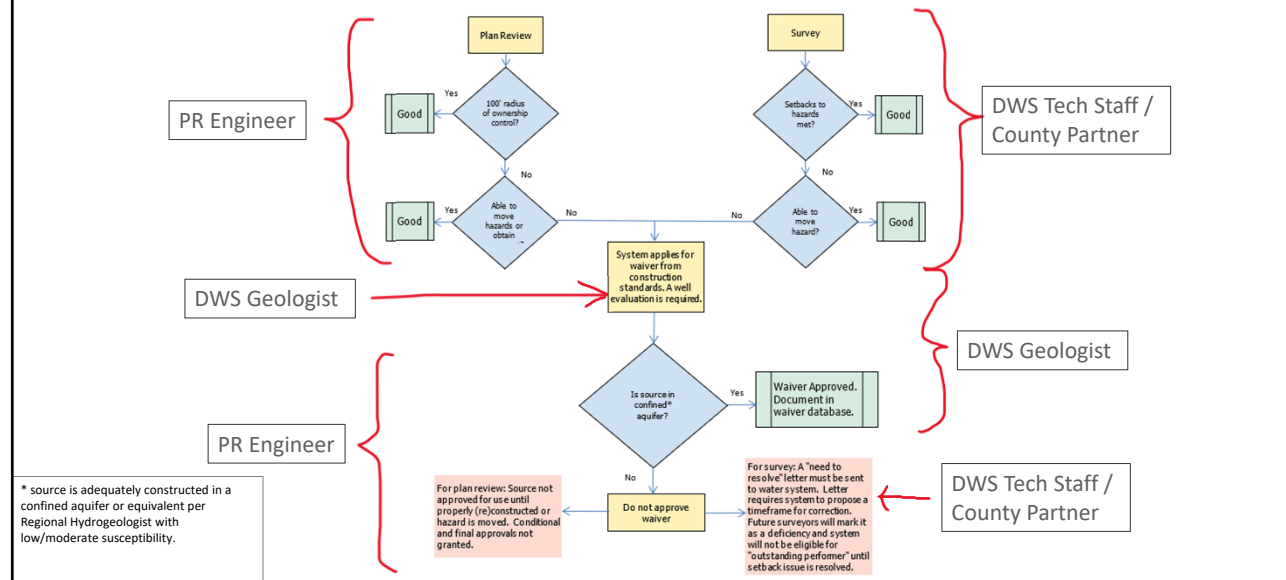 Plan Review
Survey
PR Engineer
Yes
Good
100' radius
of ownership
control?
No
Setbacks to
hazards
met?
Yes
Good
No
DWS Tech Staff /
County Partner
Yes
Good
Able to
move
hazards or
obtain
No
No
Able to
move
hazard?
Yes
Good
DWS Geologist
System applies for
waiver from
construction
standards. A well
evaluation is required.
DWS Geologist
Is source in
confined*
aquifer?
Yes
Waiver Approved.
Document in
waiver database.
PR Engineer
No
Do not approve
waiver
For plan review: Source not
approved for use until
properly (re)constructed or
hazard is moved. Conditional
and final approvals not
granted.
For survey: A "need to
resolve" letter must be sent
to water system. Letter
requires system to propose a
timeframe for correction.
Future surveyors will mark it
as a deficiency and system
will not be eligible for
"outstanding performer" until
setback issue is resolved.
DWS Tech Staff /
County Partner
* source is adequately constructed in a
confined aquifer or equivalent per
Regional Hydrogeologist with
low/moderate susceptibility.